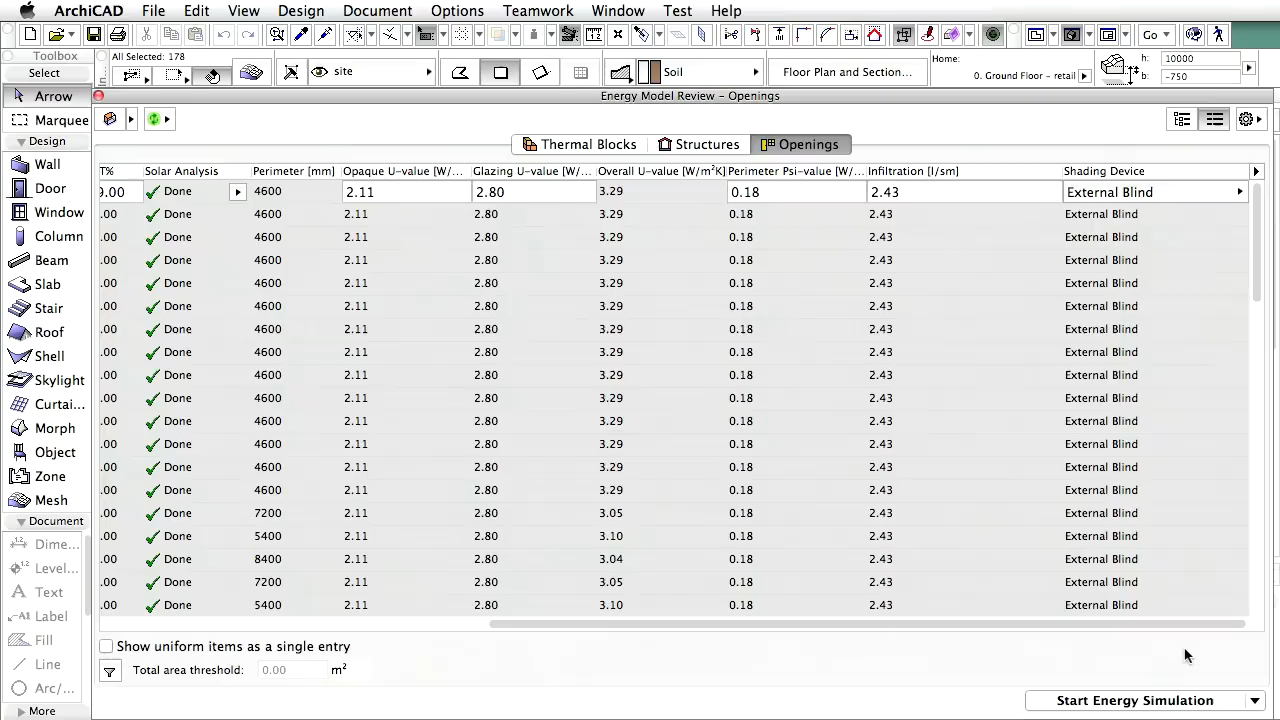 ArchiCAD File Edit View Design Document Options Teamwork Window Test Help
Go
Toolbox
All Selected: 178
Select
site
Soil
Floor Plan and Section...
Home:
0. Ground Floor - retail
h: 10000
b: -750
Arrow
Energy Model Review - Openings
Marquee
Design
Thermal Blocks Structures Openings
Wall
T% Solar Analysis Perimeter [mm] Opaque U-value [W/... Glazing U-value [W/... Overall U-value [W/m²K] Perimeter Psi-value [W/... Infiltration [l/sm] Shading Device
Door
9.00 Done 4600 2.11 2.80 3.29 0.18 2.43 External Blind
Window
.00 Done 4600 2.11 2.80 3.29 0.18 2.43 External Blind
Column
.00 Done 4600 2.11 2.80 3.29 0.18 2.43 External Blind
Beam
.00 Done 4600 2.11 2.80 3.29 0.18 2.43 External Blind
Slab
.00 Done 4600 2.11 2.80 3.29 0.18 2.43 External Blind
Stair
.00 Done 4600 2.11 2.80 3.29 0.18 2.43 External Blind
Roof
.00 Done 4600 2.11 2.80 3.29 0.18 2.43 External Blind
Shell
.00 Done 4600 2.11 2.80 3.29 0.18 2.43 External Blind
Skylight
.00 Done 4600 2.11 2.80 3.29 0.18 2.43 External Blind
Curtai...
.00 Done 4600 2.11 2.80 3.29 0.18 2.43 External Blind
Morph
.00 Done 4600 2.11 2.80 3.29 0.18 2.43 External Blind
Object
.00 Done 4600 2.11 2.80 3.29 0.18 2.43 External Blind
Zone
.00 Done 4600 2.11 2.80 3.29 0.18 2.43 External Blind
Mesh
.00 Done 4600 2.11 2.80 3.29 0.18 2.43 External Blind
Document
.00 Done 7200 2.11 2.80 3.05 0.18 2.43 External Blind
Dime...
.00 Done 5400 2.11 2.80 3.10 0.18 2.43 External Blind
Level...
.00 Done 8400 2.11 2.80 3.04 0.18 2.43 External Blind
Text
.00 Done 7200 2.11 2.80 3.05 0.18 2.43 External Blind
Label
.00 Done 5400 2.11 2.80 3.10 0.18 2.43 External Blind
Fill
Show uniform items as a single entry
Line
Total area threshold: 0.00 m²
Arc/...
Start Energy Simulation
More